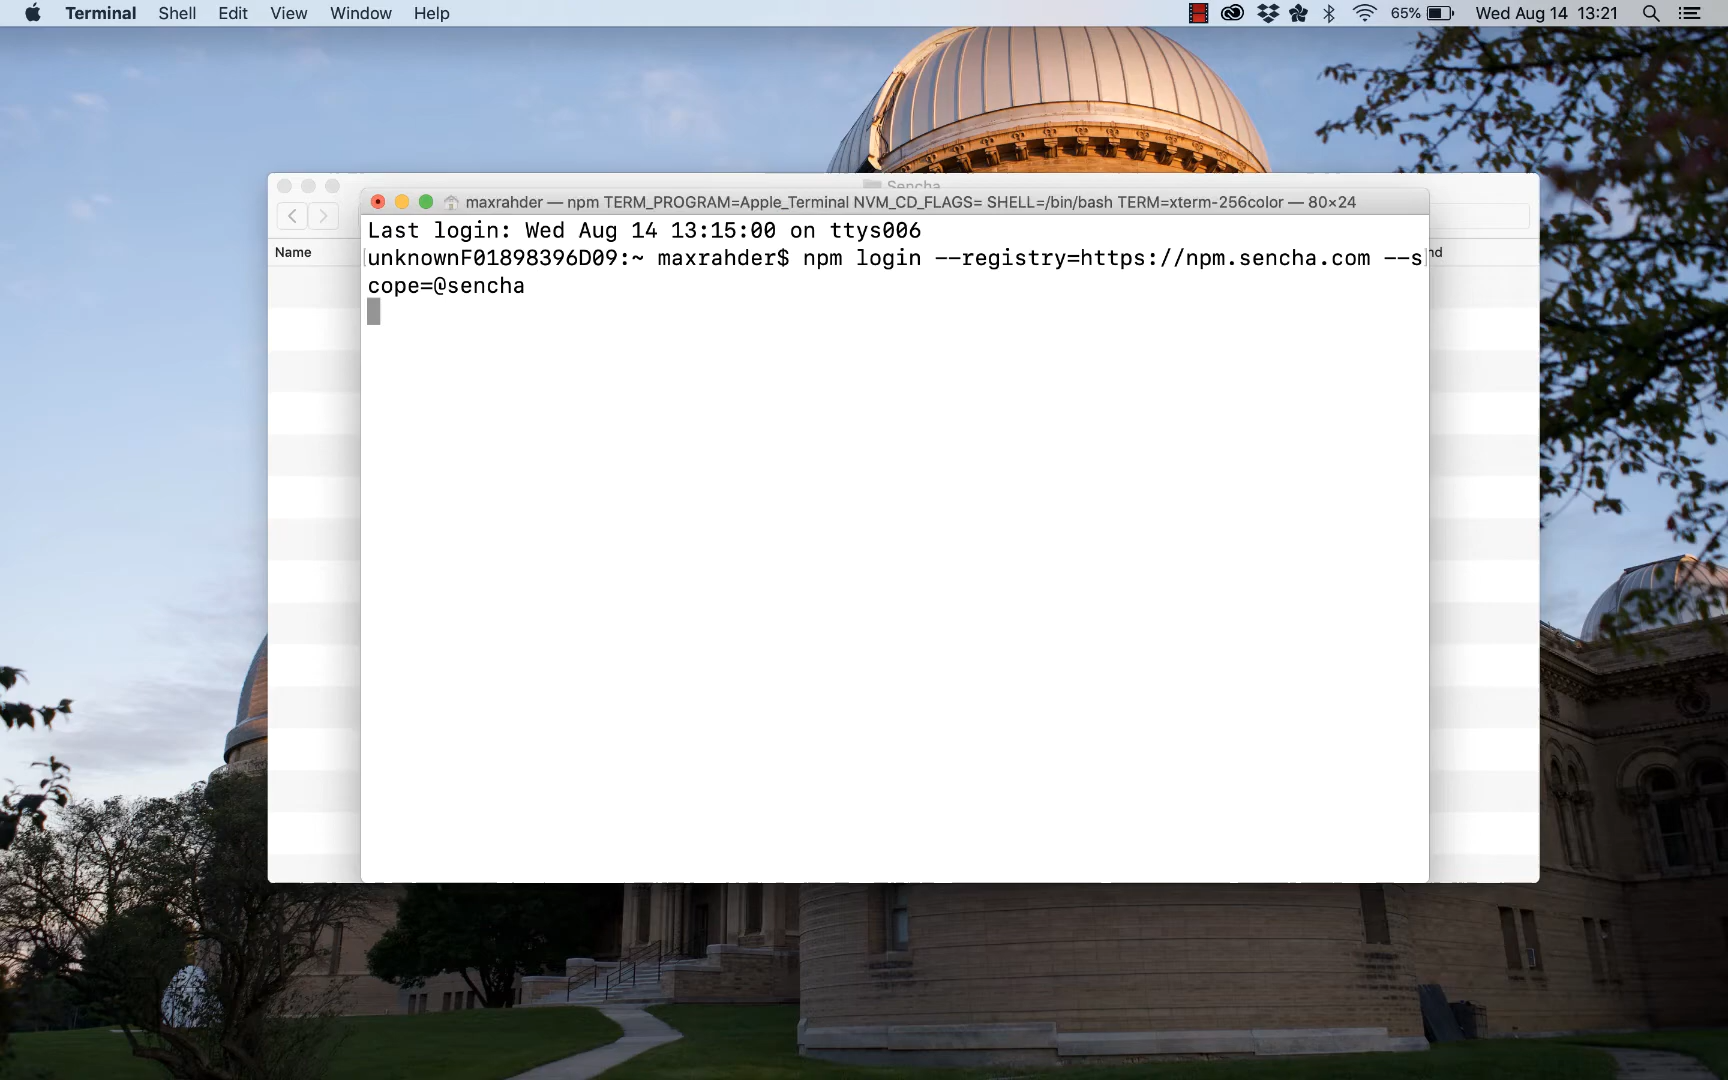 Terminal Shell Edit View Window Help 65% Wed Aug 14 13:21
Sencha
maxrahder — npm TERM_PROGRAM=Apple_Terminal NVM_CD_FLAGS= SHELL=/bin/bash TERM=xterm-256color — 80×24
Name
nd
Last login: Wed Aug 14 13:15:00 on ttys006
unknownF01898396D09:~ maxrahder$ npm login --registry=https://npm.sencha.com --s
cope=@sencha